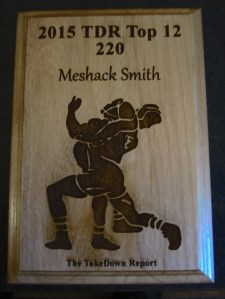 2015 TDR Top 12
220
Meshack Smith
The TakeDown Report